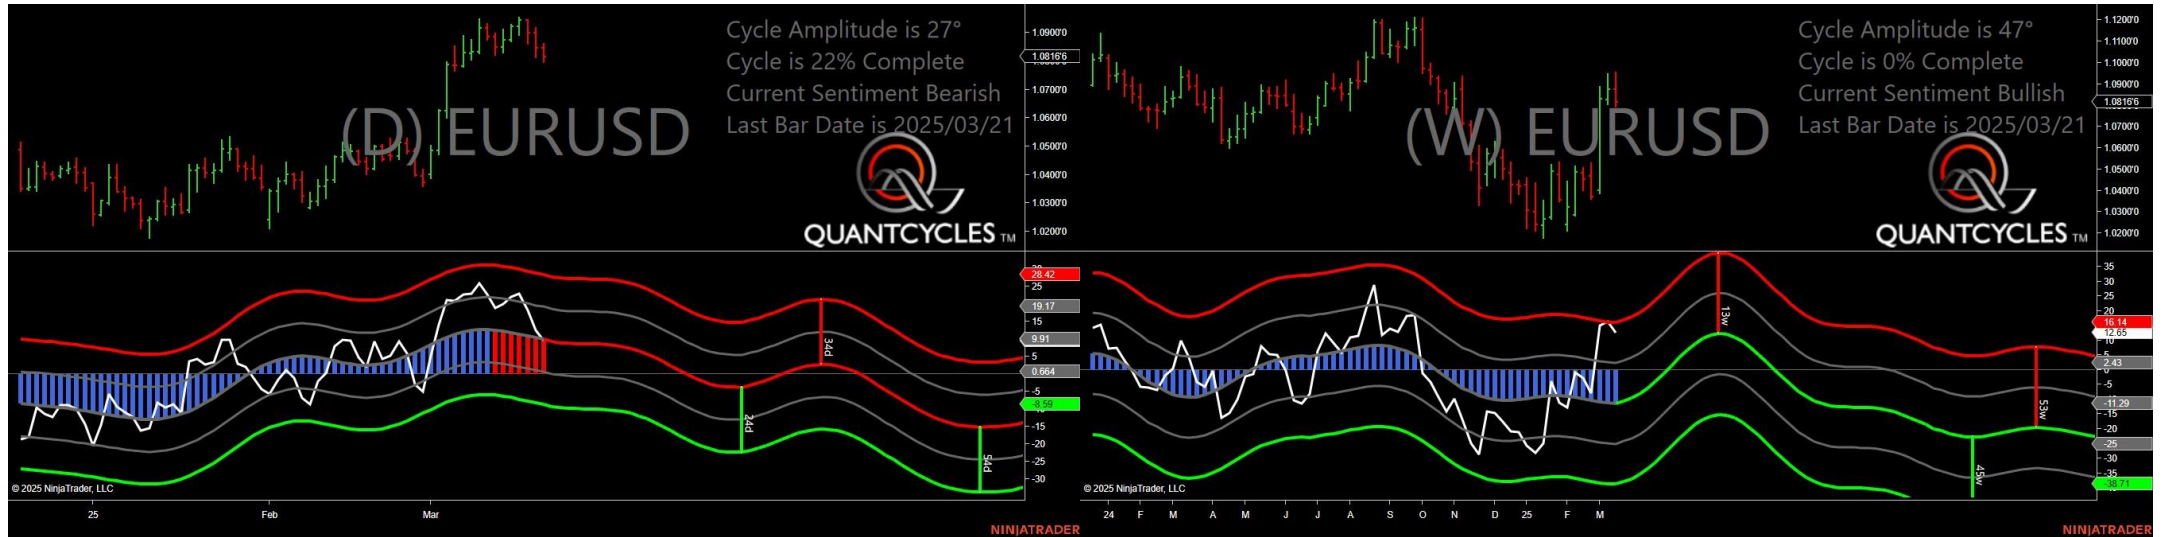 Cycle Amplitude is 27°
Cycle is 22% Complete
Current Sentiment Bearish
Last Bar Date is 2025/03/21
(D) EURUSD
QUANTCYCLES TM
1.0900'0
1.0816'6
1.0700'0
1.0600'0
1.0500'0
1.0400'0
1.0300'0
1.0200'0
28.42
25
19.17
15
9.91
5
0.664
-5
-8.59
-15
-20
-25
-30
34d
24d
54d
© 2025 NinjaTrader, LLC
25 Feb Mar
NINJATRADER
Cycle Amplitude is 47°
Cycle is 0% Complete
Current Sentiment Bullish
Last Bar Date is 2025/03/21
(W) EURUSD
QUANTCYCLES TM
1.1200'0
1.1100'0
1.1000'0
1.0900'0
1.0816'6
1.0700'0
1.0600'0
1.0500'0
1.0400'0
1.0300'0
1.0200'0
35
30
25
20
16.14
12.65
10
5
2.43
0
-5
-11.29
-15
-20
-25
-30
-35
-38.71
13w
53w
45w
© 2025 NinjaTrader, LLC
24 F M A M J J A S O N D 25 F M
NINJATRADER